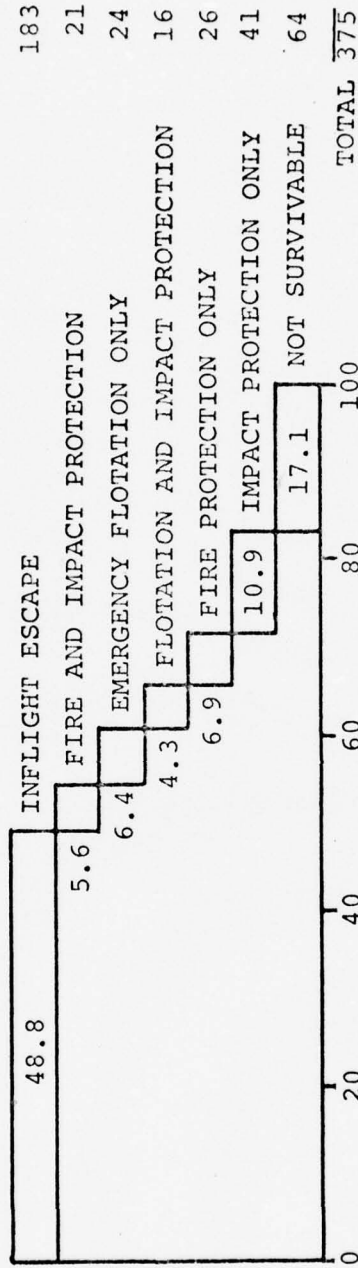 48.8 INFLIGHT ESCAPE 183
5.6 FIRE AND IMPACT PROTECTION 21
6.4 EMERGENCY FLOTATION ONLY 24
4.3 FLOTATION AND IMPACT PROTECTION 16
6.9 FIRE PROTECTION ONLY 26
10.9 IMPACT PROTECTION ONLY 41
17.1 NOT SURVIVABLE 64
0 20 40 60 80 100 TOTAL 375